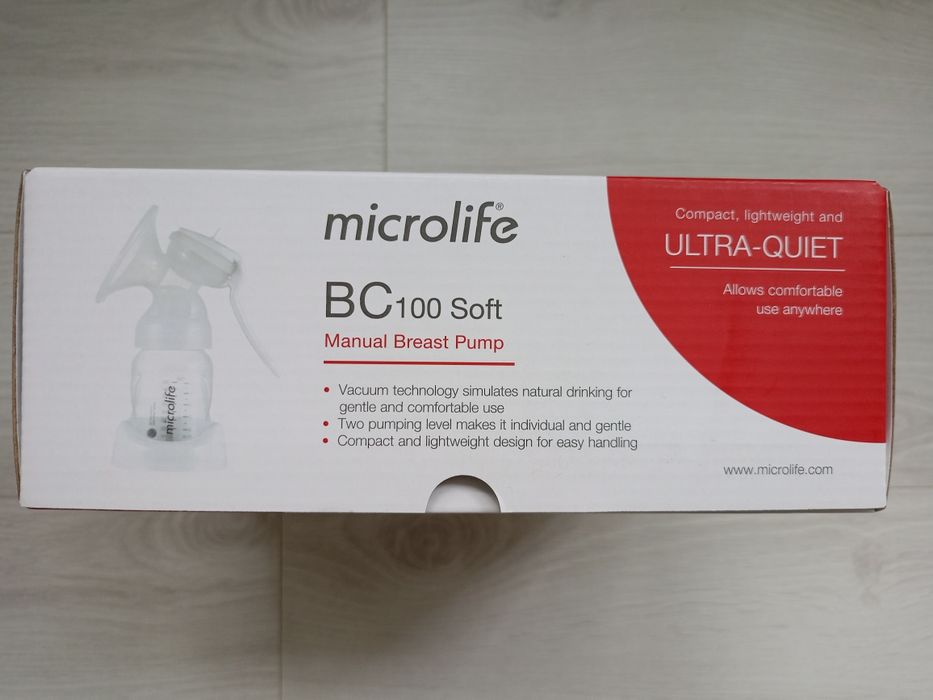 microlife®
BC100 Soft
Manual Breast Pump
• Vacuum technology simulates natural drinking for
gentle and comfortable use
• Two pumping level makes it individual and gentle
• Compact and lightweight design for easy handling
Compact, lightweight and
ULTRA-QUIET
Allows comfortable
use anywhere
www.microlife.com
microlife